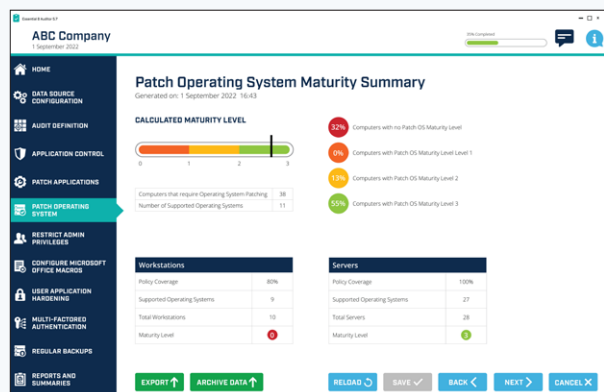 Essential 8 Auditor 5.7
ABC Company
1 September 2022
35% Completed
HOME
DATA SOURCE
CONFIGURATION
AUDIT DEFINITION
APPLICATION CONTROL
PATCH APPLICATIONS
PATCH OPERATING
SYSTEM
RESTRICT ADMIN
PRIVILEGES
CONFIGURE MICROSOFT
OFFICE MACROS
USER APPLICATION
HARDENING
MULTI-FACTORED
AUTHENTICATION
REGULAR BACKUPS
REPORTS AND
SUMMARIES
Patch Operating System Maturity Summary
Generated on: 1 September 2022 16:43
CALCULATED MATURITY LEVEL
0 1 2 3
Computers that require Operating System Patching 38
Number of Supported Operating Systems 11
32% Computers with no Patch OS Maturity Level
0% Computers with Patch OS Maturity Level Level 1
13% Computers with Patch OS Maturity Level 2
55% Computers with Patch OS Maturity Level 3
Workstations
Policy Coverage 80%
Supported Operating Systems 9
Total Workstations 10
Maturity Level 0
Servers
Policy Coverage 100%
Supported Operating Systems 27
Total Servers 28
Maturity Level 3
EXPORT
ARCHIVE DATA
RELOAD
SAVE
BACK
NEXT
CANCEL